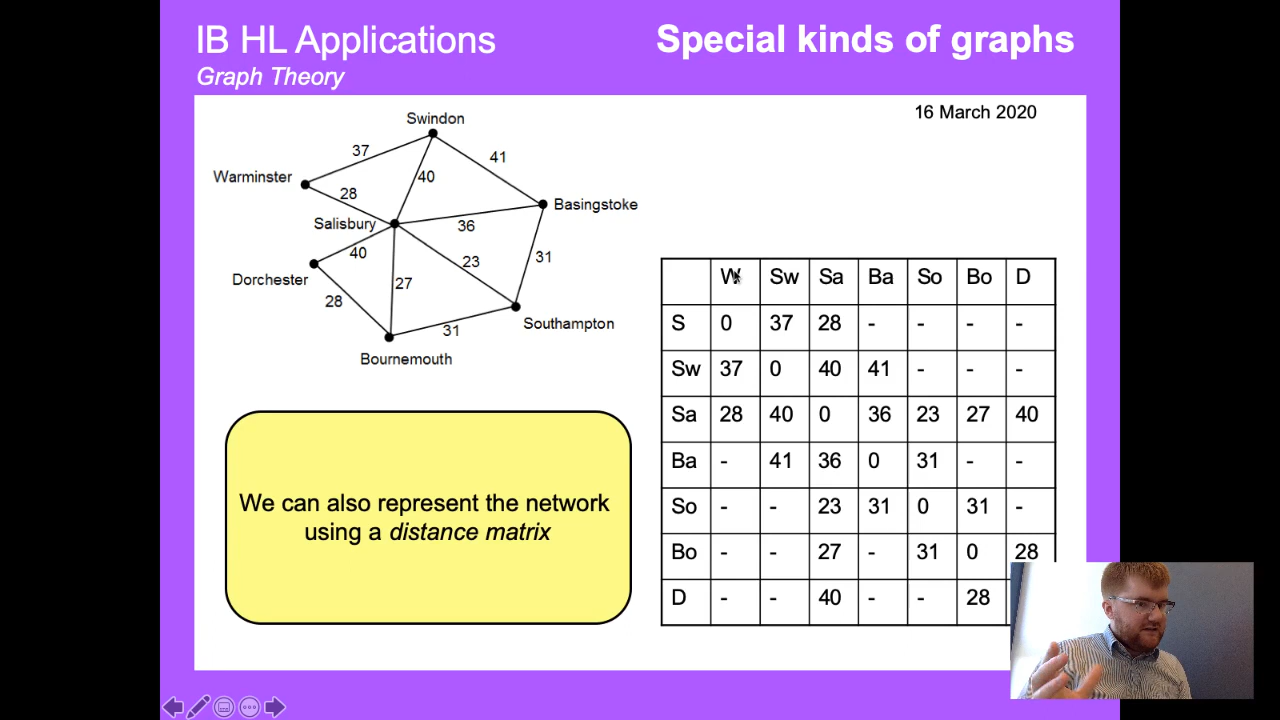 IB HL Applications
Special kinds of graphs
Graph Theory
16 March 2020
Swindon
37
41
Warminster
40
28
Basingstoke
Salisbury
36
40
23
31
Dorchester
27
28
Southampton
31
Bournemouth
W Sw Sa Ba So Bo D
S 0 37 28 - - - -
Sw 37 0 40 41 - - -
Sa 28 40 0 36 23 27 40
Ba - 41 36 0 31 - -
So - - 23 31 0 31 -
Bo - - 27 - 31 0 28
D - - 40 - - 28
We can also represent the network
using a distance matrix